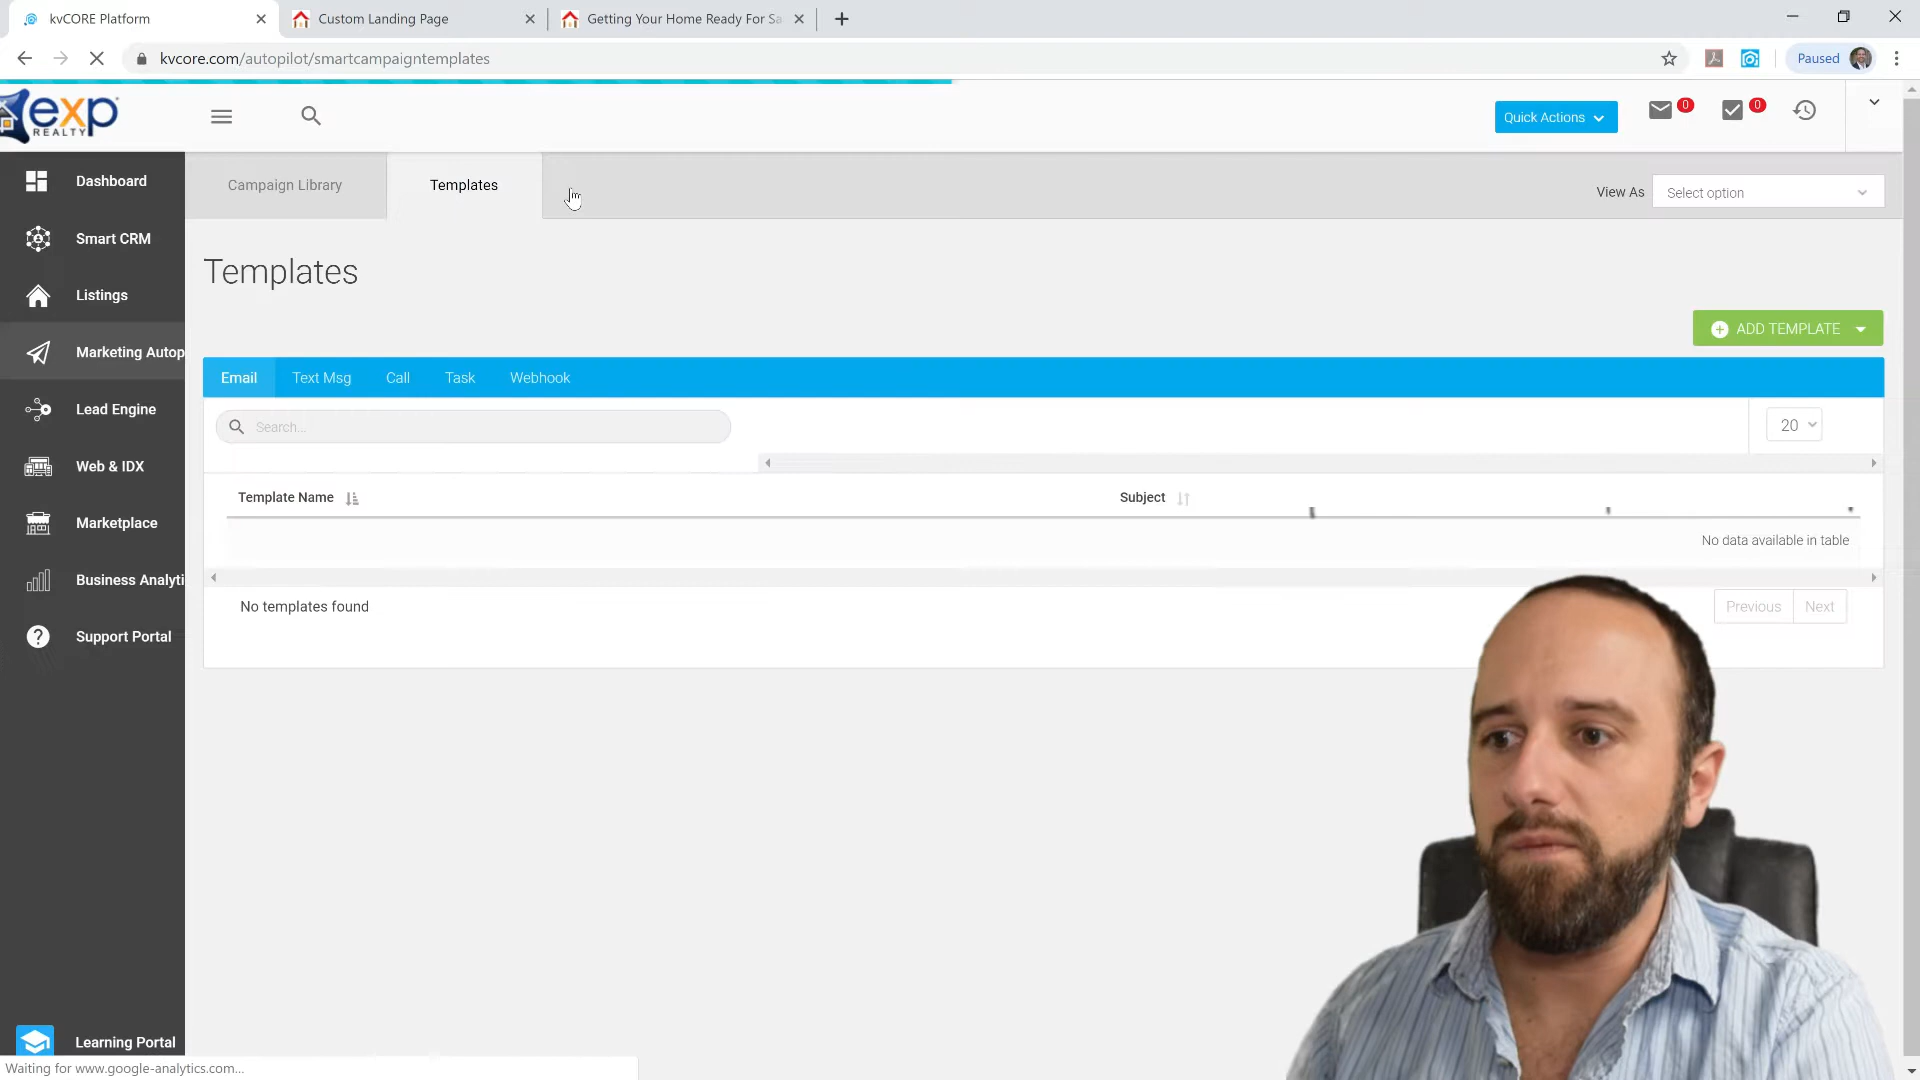 kvCORE Platform
Custom Landing Page
Getting Your Home Ready For Sa
kvcore.com/autopilot/smartcampaigntemplates
Paused
exp
REALTY
Quick Actions
0
0
Dashboard
Smart CRM
Listings
Marketing Autop
Lead Engine
Web & IDX
Marketplace
Business Analyti
Support Portal
Learning Portal
Campaign Library
Templates
View As
Select option
Templates
ADD TEMPLATE
Email
Text Msg
Call
Task
Webhook
Search...
20
Template Name
Subject
No data available in table
No templates found
Previous
Next
Waiting for www.google-analytics.com...